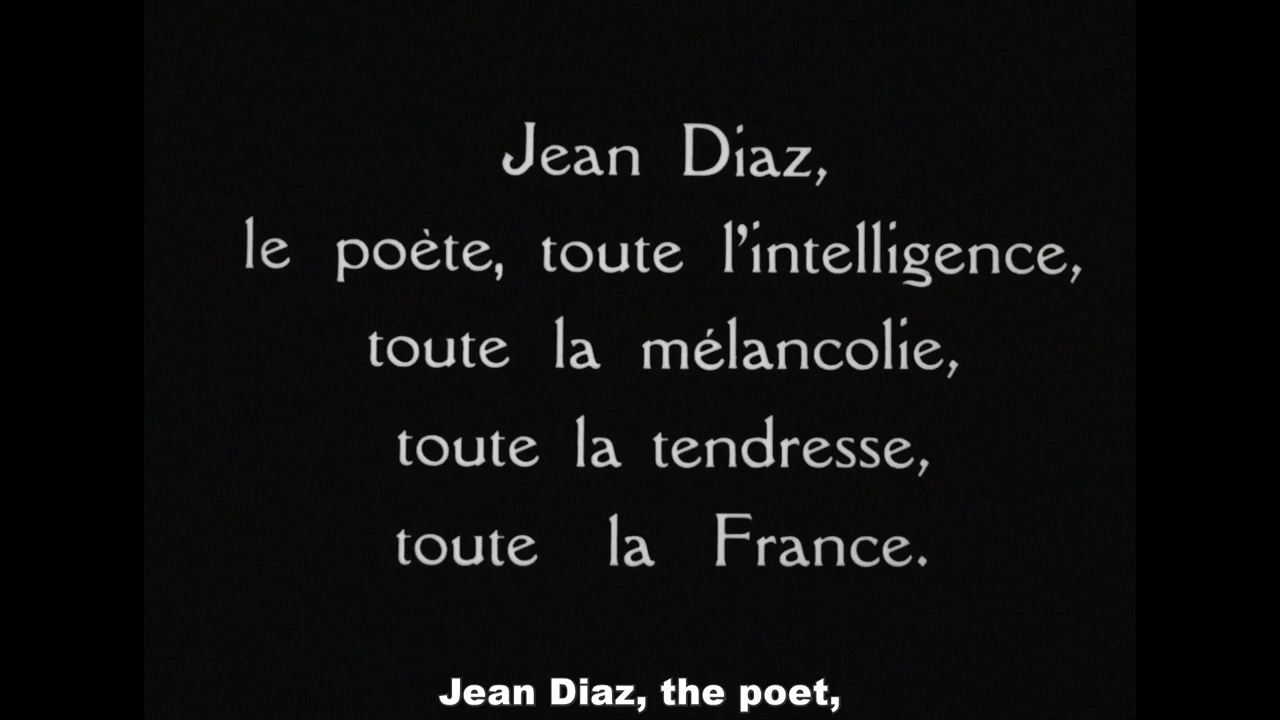 Jean Diaz,
le poète, toute l'intelligence,
toute la mélancolie,
toute la tendresse,
toute la France.
Jean Diaz, the poet,